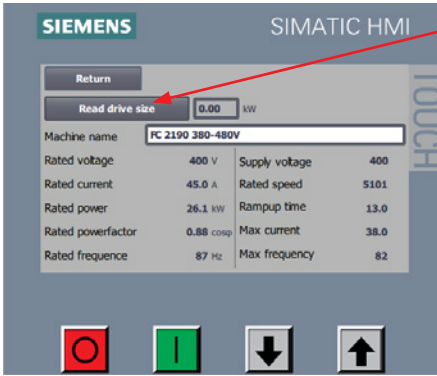 SIEMENS SIMATIC HMI
TOUCH
Return
Read drive size 0.00 kW
Machine name FC 2190 380-480V
Rated voltage 400 V Supply voltage 400
Rated current 45.0 A Rated speed 5101
Rated power 26.1 kW Rampup time 13.0
Rated powerfactor 0.88 cosφ Max current 38.0
Rated frequence 87 Hz Max frequency 82